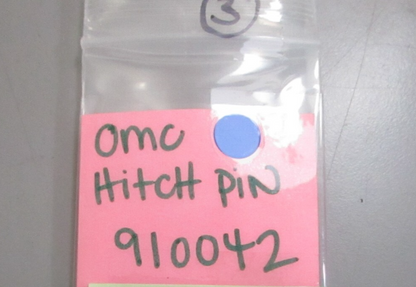 3
OMC
HitcH PiN
910042